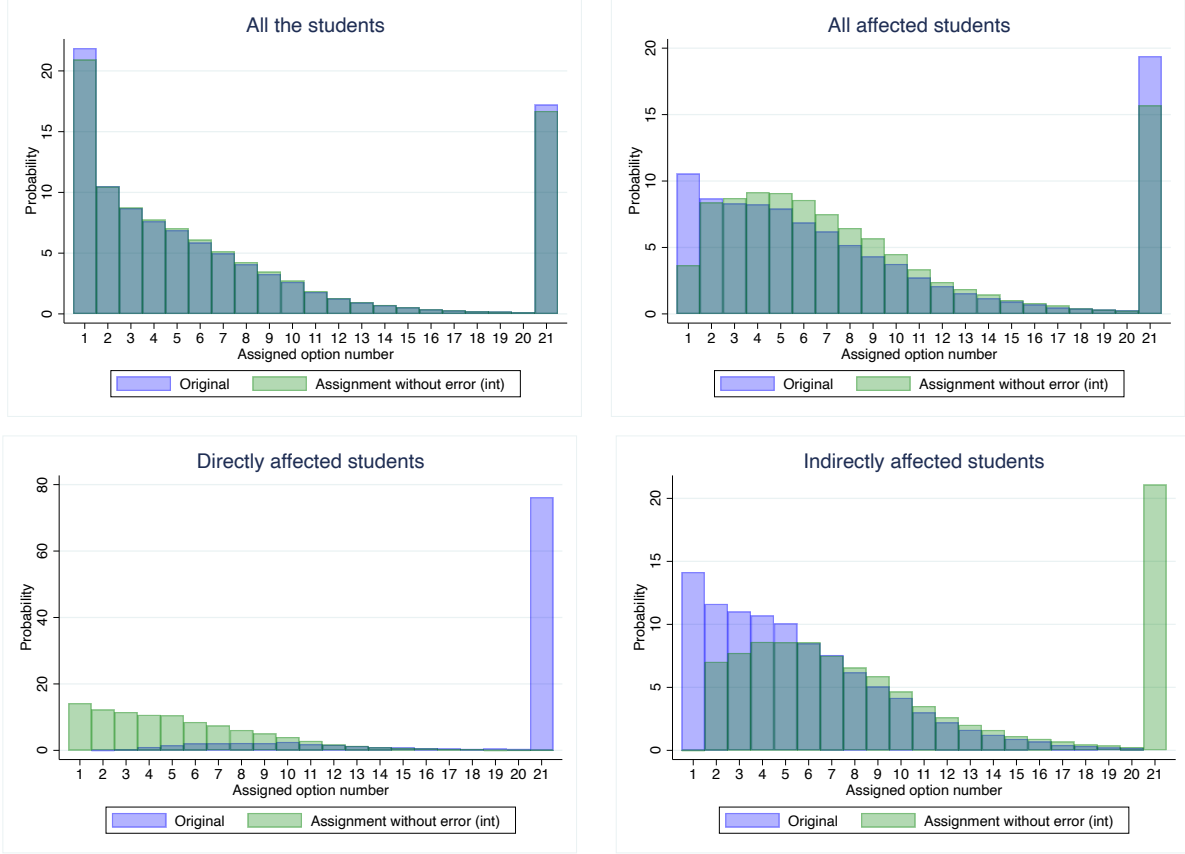 All the students
Probability
20
15
10
5
0
1 2 3 4 5 6 7 8 9 10 11 12 13 14 15 16 17 18 19 20 21
Assigned option number
Original Assignment without error (int)
All affected students
Probability
20
15
10
5
0
1 2 3 4 5 6 7 8 9 10 11 12 13 14 15 16 17 18 19 20 21
Assigned option number
Original Assignment without error (int)
Directly affected students
Probability
80
60
40
20
0
1 2 3 4 5 6 7 8 9 10 11 12 13 14 15 16 17 18 19 20 21
Assigned option number
Original Assignment without error (int)
Indirectly affected students
Probability
20
15
10
5
0
1 2 3 4 5 6 7 8 9 10 11 12 13 14 15 16 17 18 19 20 21
Assigned option number
Original Assignment without error (int)